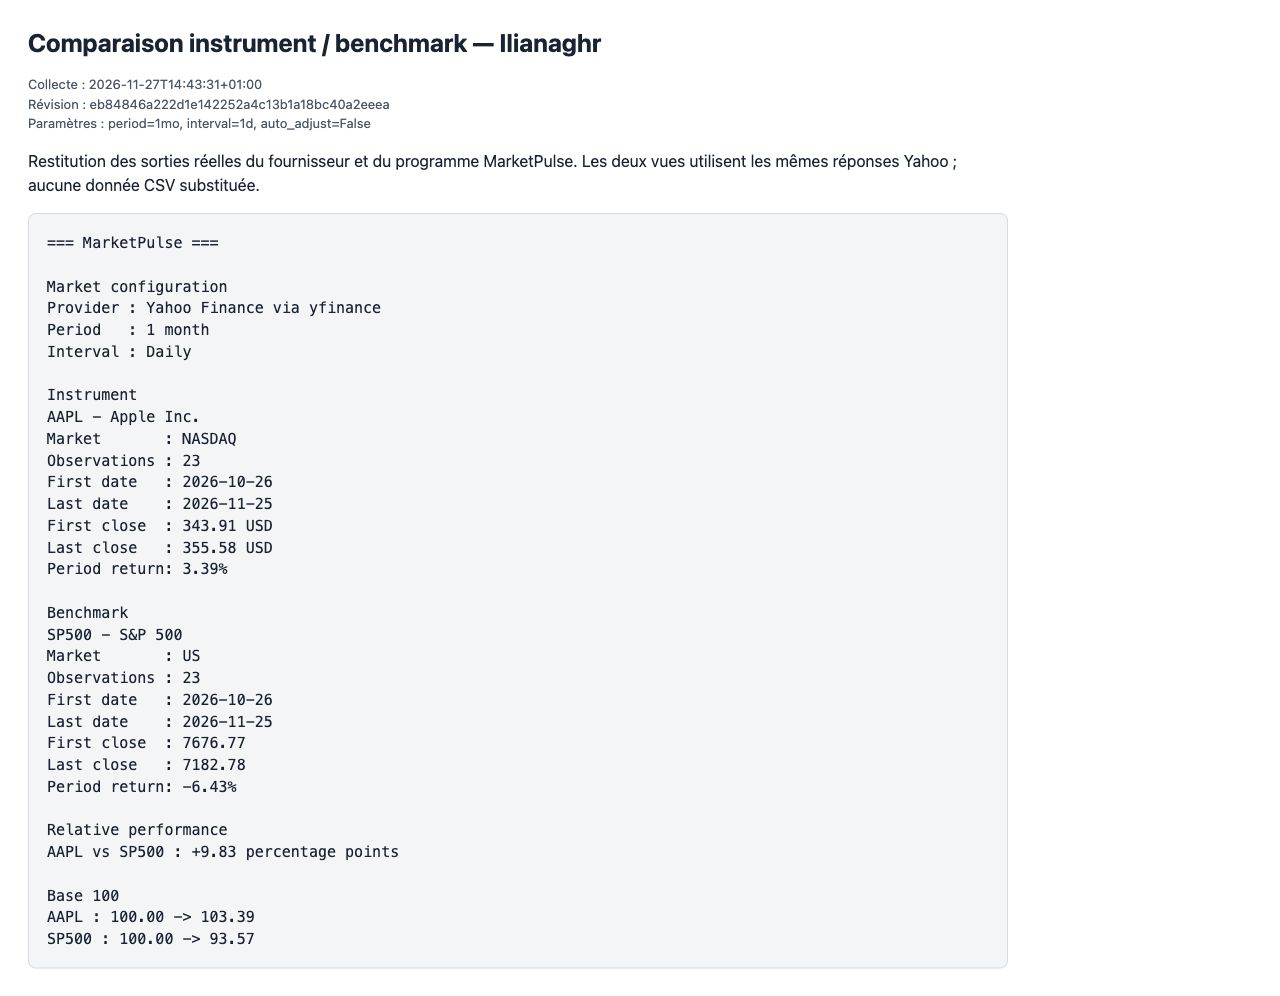 Comparaison instrument / benchmark — llianaghr
Collecte : 2026-11-27T14:43:31+01:00
Révision : eb84846a222d1e142252a4c13b1a18bc40a2eeea
Paramètres : period=1mo, interval=1d, auto_adjust=False
Restitution des sorties réelles du fournisseur et du programme MarketPulse. Les deux vues utilisent les mêmes réponses Yahoo ;
aucune donnée CSV substituée.
=== MarketPulse ===
Market configuration
Provider : Yahoo Finance via yfinance
Period   : 1 month
Interval : Daily
Instrument
AAPL - Apple Inc.
Market       : NASDAQ
Observations : 23
First date   : 2026-10-26
Last date    : 2026-11-25
First close  : 343.91 USD
Last close   : 355.58 USD
Period return: 3.39%
Benchmark
SP500 - S&P 500
Market       : US
Observations : 23
First date   : 2026-10-26
Last date    : 2026-11-25
First close  : 7676.77
Last close   : 7182.78
Period return: -6.43%
Relative performance
AAPL vs SP500 : +9.83 percentage points
Base 100
AAPL : 100.00 -> 103.39
SP500 : 100.00 -> 93.57